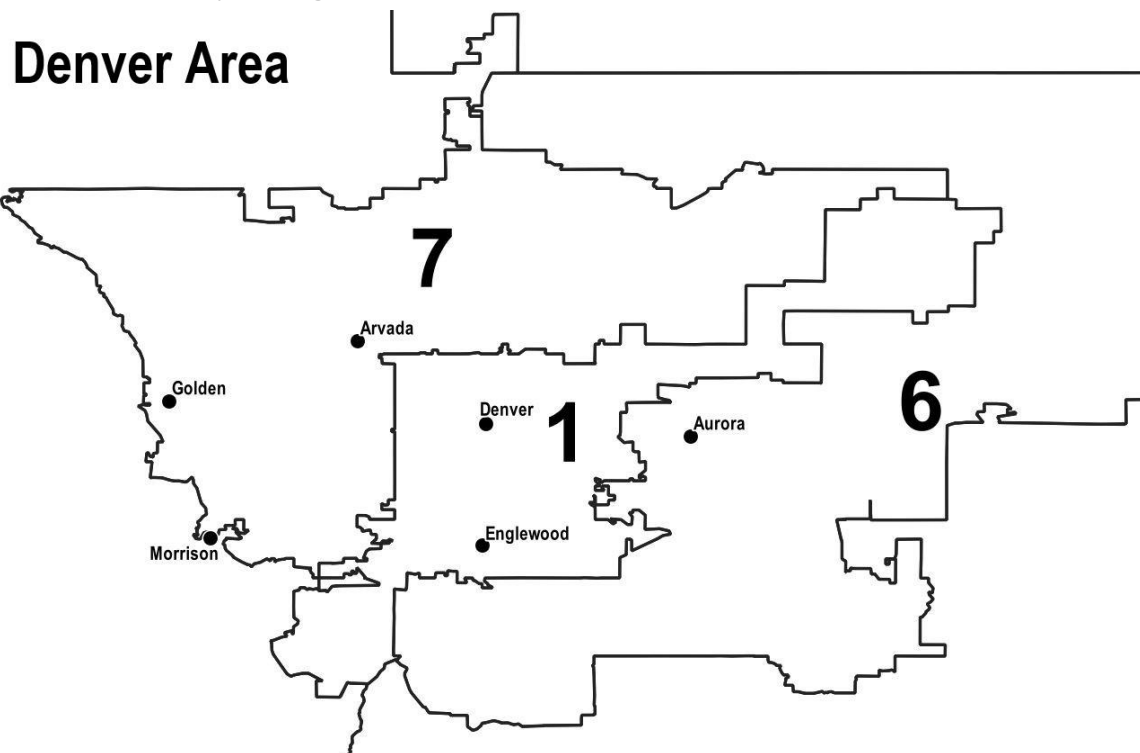 Denver Area
7
Arvada
Golden
Denver
1
6
Aurora
Englewood
Morrison